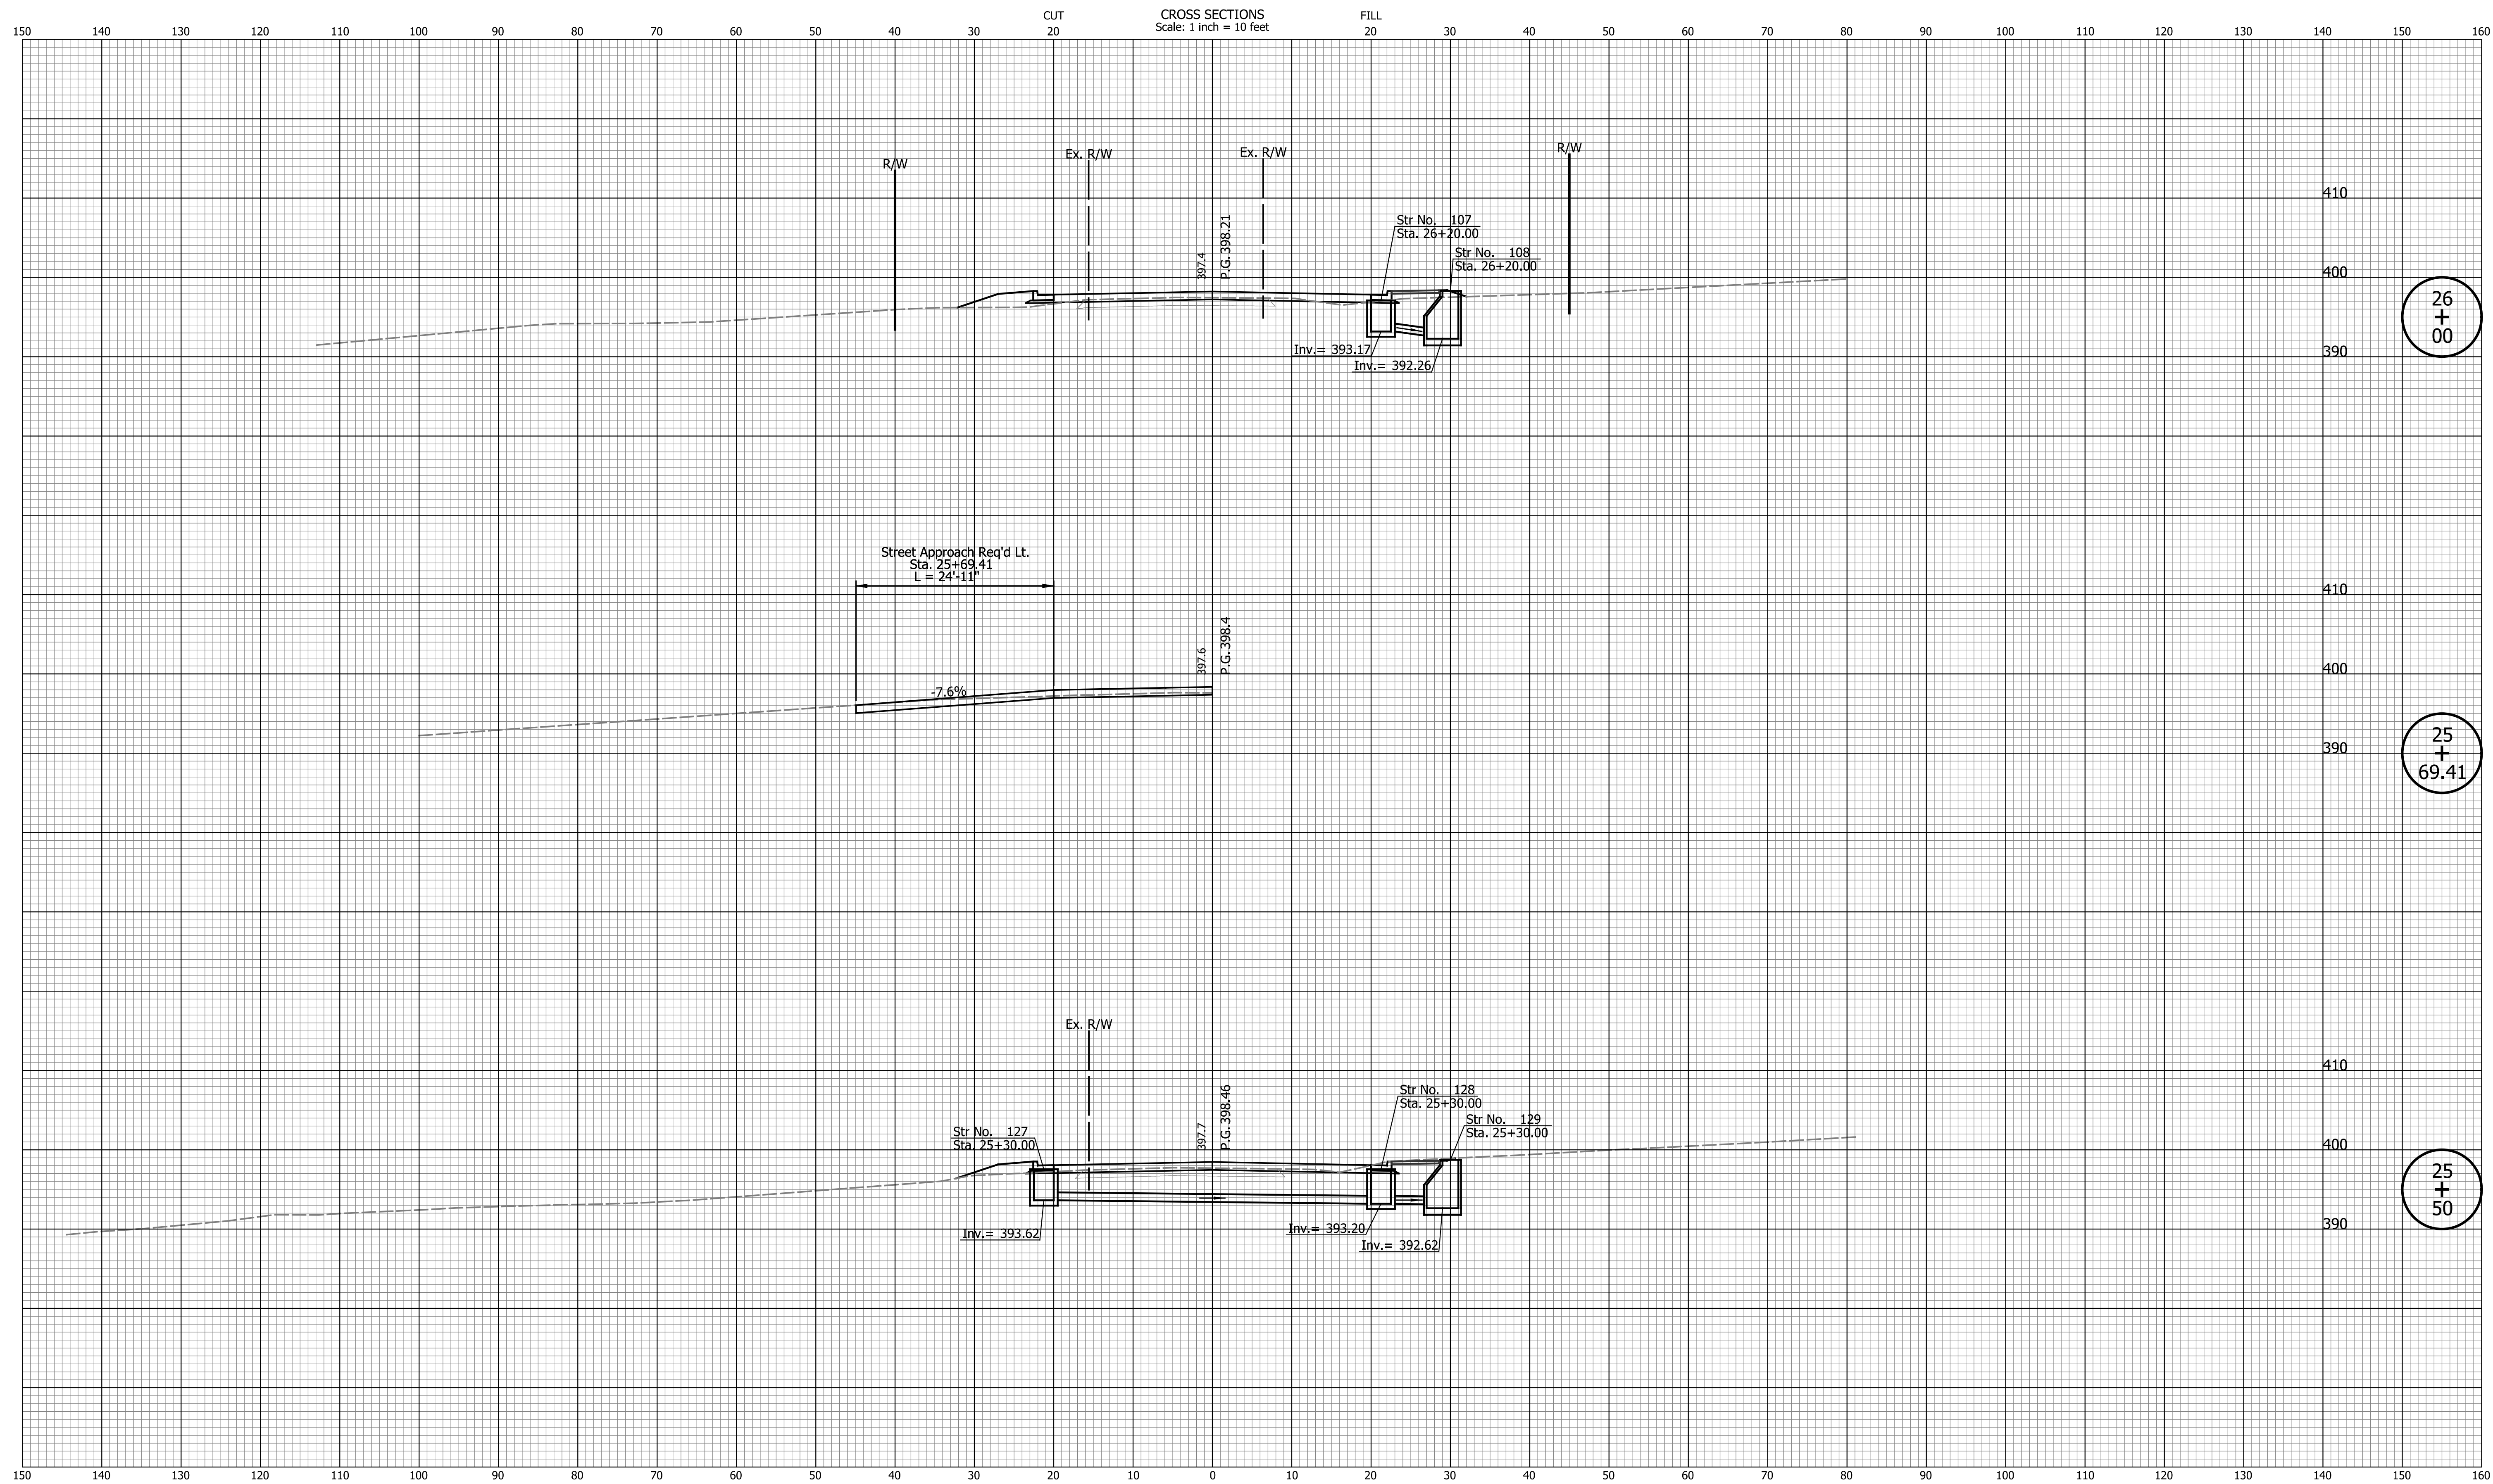 CUT
CROSS SECTIONS
FILL
Scale: 1 inch = 10 feet
150 140 130 120 110 100 90 80 70 60 50 40 30 20 20 30 40 50 60 70 80 90 100 110 120 130 140 150 160
R/W
Ex. R/W
Ex. R/W
R/W
410
397.4
P.G. 398.21
Str No. 107
Sta. 26+20.00
Str No. 108
Sta. 26+20.00
400
26
+
00
Inv.= 393.17
Inv.= 392.26
390
Street Approach Req'd Lt.
Sta. 25+69.41
L = 24'-11"
410
397.6
P.G. 398.4
-7.6%
400
25
+
69.41
390
Ex. R/W
410
397.7
P.G. 398.46
Str No. 127
Sta. 25+30.00
Str No. 128
Sta. 25+30.00
Str No. 129
Sta. 25+30.00
400
25
+
50
Inv.= 393.62
Inv.= 393.20
Inv.= 392.62
390
150 140 130 120 110 100 90 80 70 60 50 40 30 20 10 0 10 20 30 40 50 60 70 80 90 100 110 120 130 140 150 160